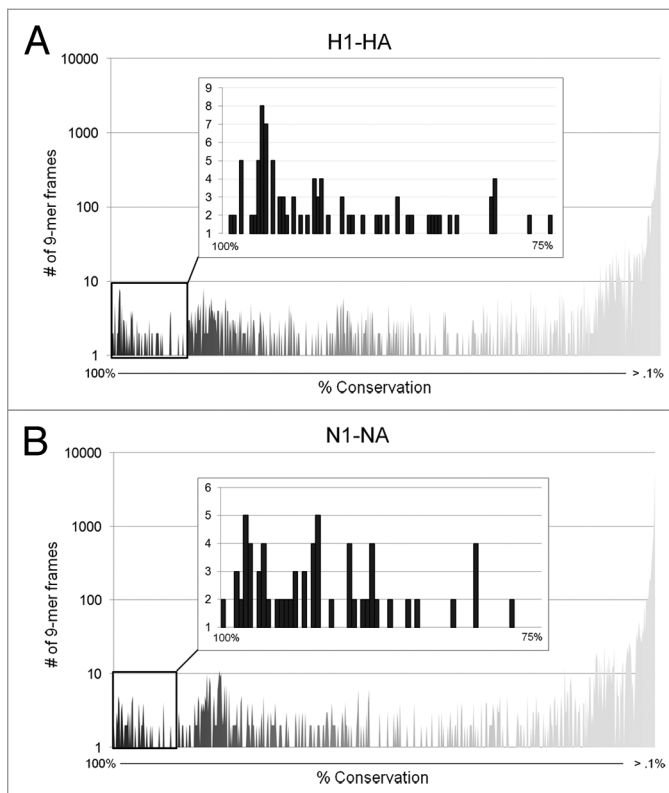 A
H1-HA
10000
1000
100
10
1
# of 9-mer frames
9
8
7
6
5
4
3
2
1
100% 75%
100% > .1%
% Conservation
B
N1-NA
10000
1000
100
10
1
# of 9-mer frames
6
5
4
3
2
1
100% 75%
100% > .1%
% Conservation